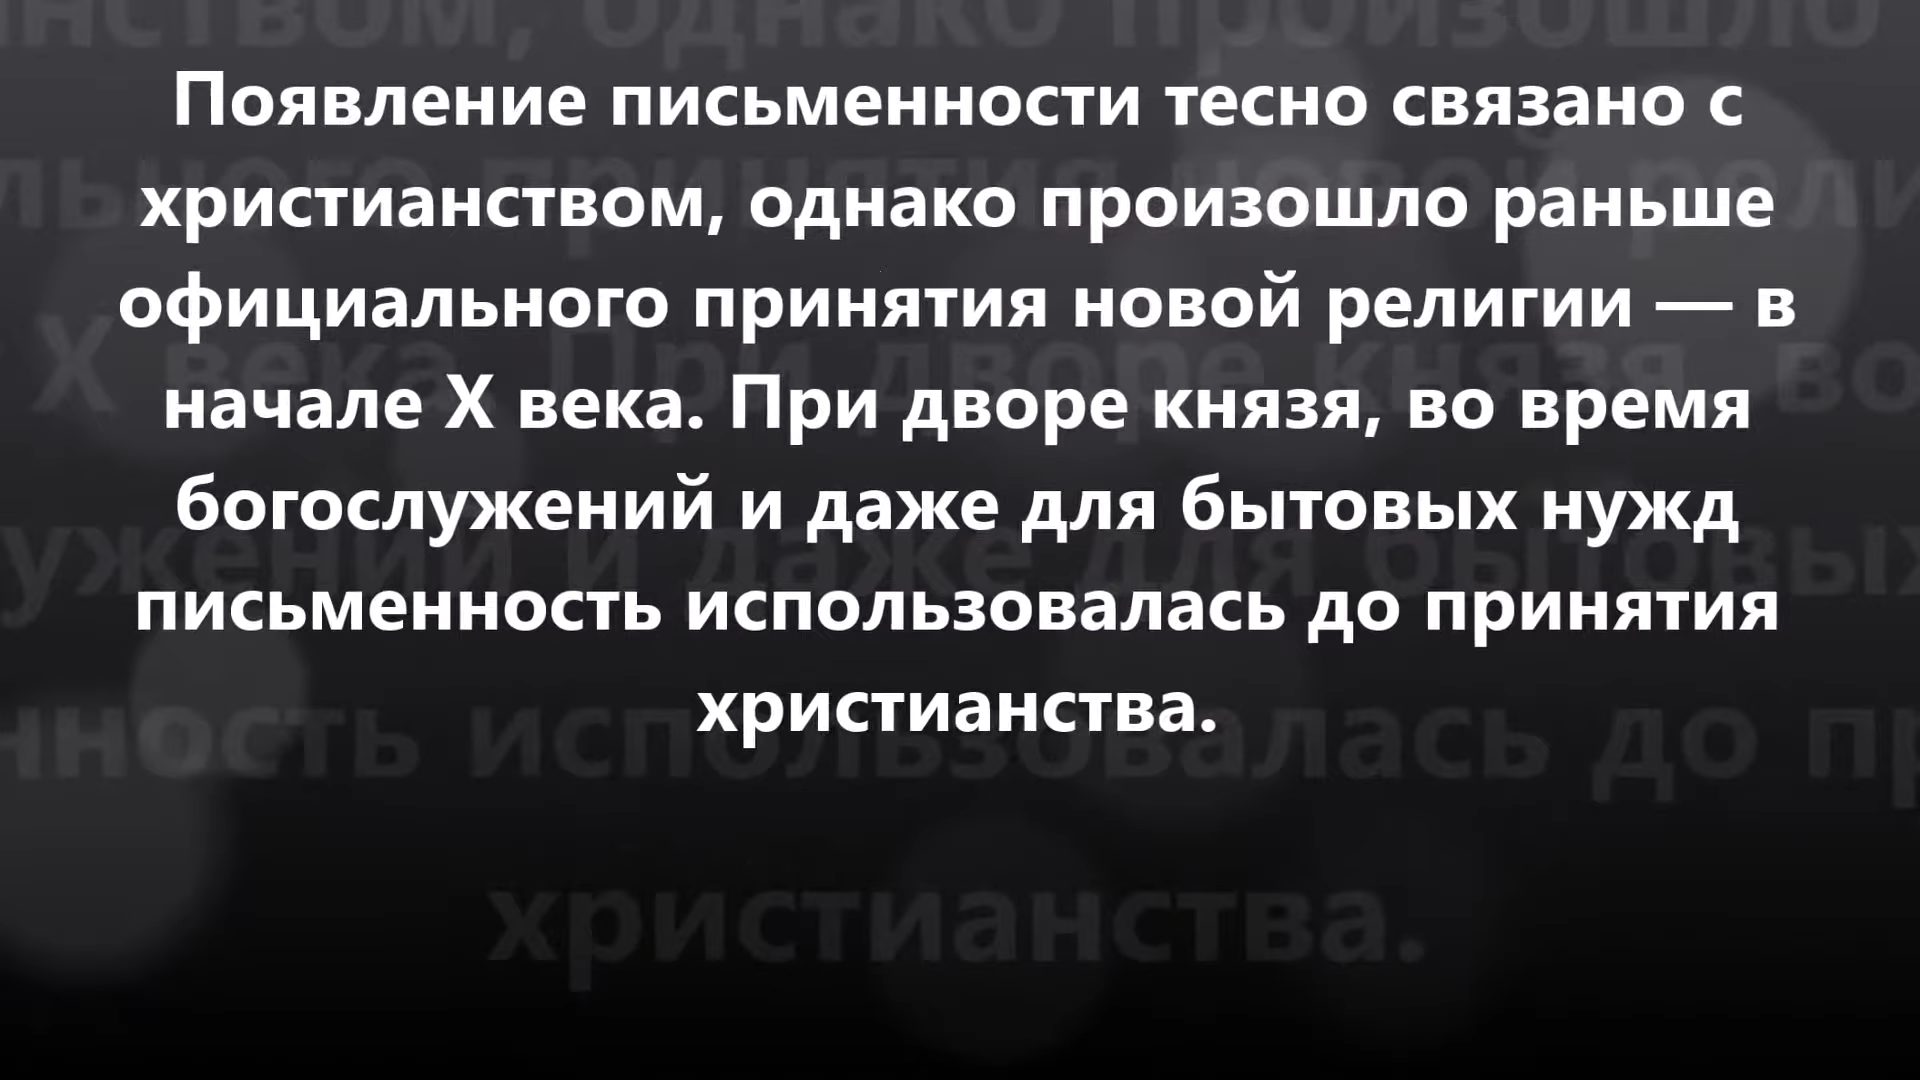 Появление письменности тесно связано с
христианством, однако произошло раньше
официального принятия новой религии — в
начале X века. При дворе князя, во время
богослужений и даже для бытовых нужд
письменность использовалась до принятия
христианства.